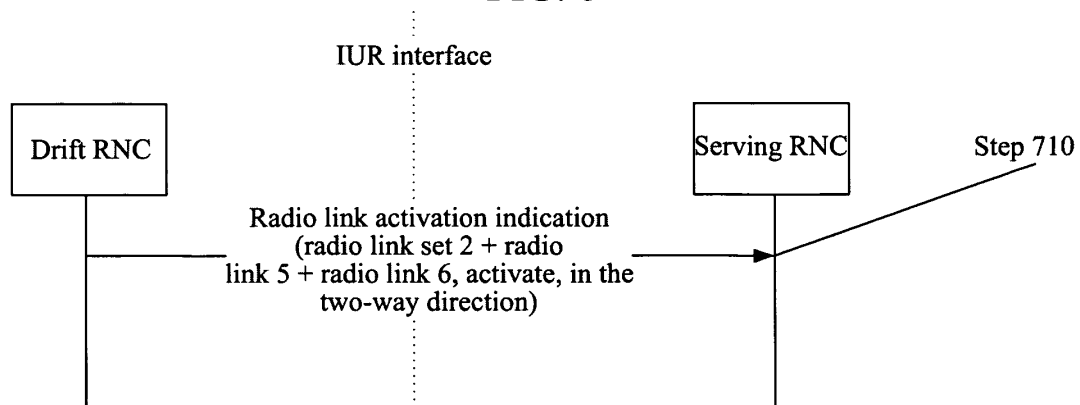 IUR interface
Drift RNC
Serving RNC
Step 710
Radio link activation indication
(radio link set 2 + radio
link 5 + radio link 6, activate, in the
two-way direction)